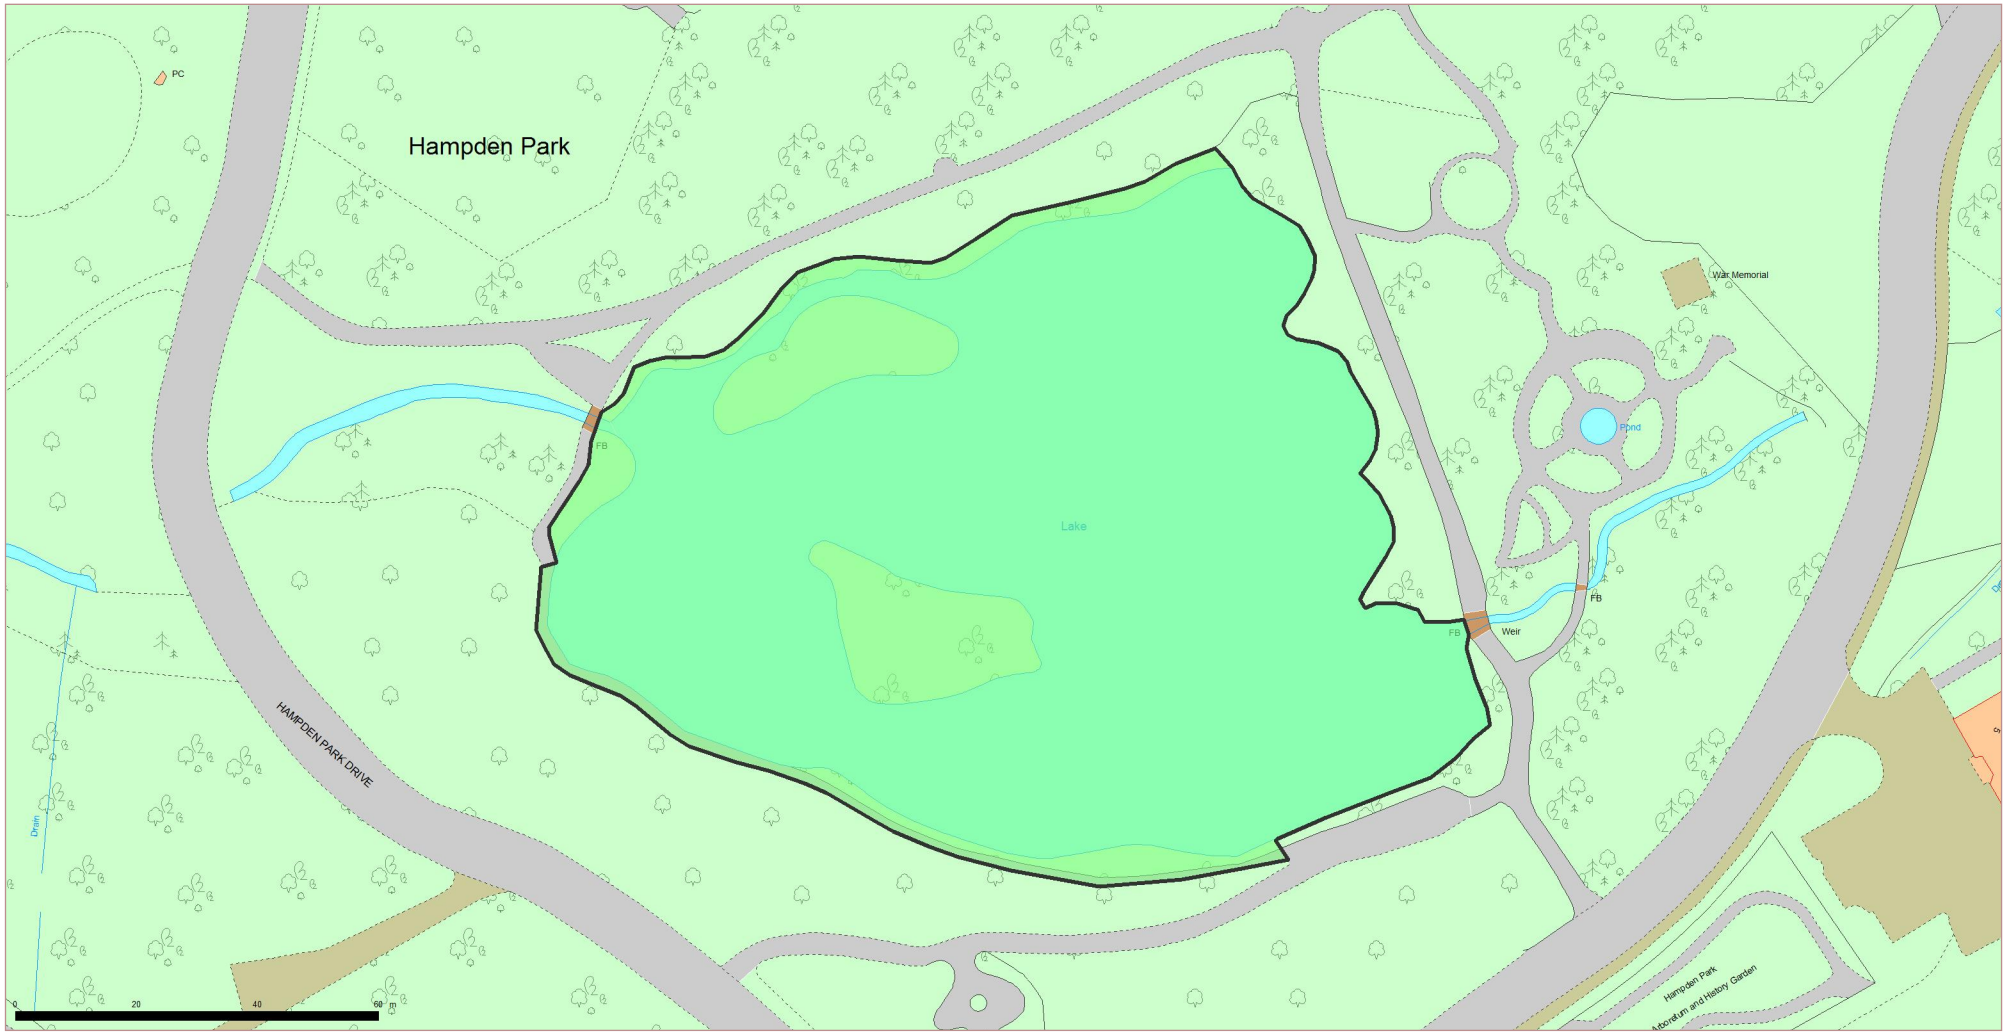 PC
Hampden Park
War Memorial
Pond
FB
Lake
FB
FB
Weir
HAMPDEN PARK DRIVE
Drain
Hampden Park
Arboretum and History Garden
0 20 40 60 m